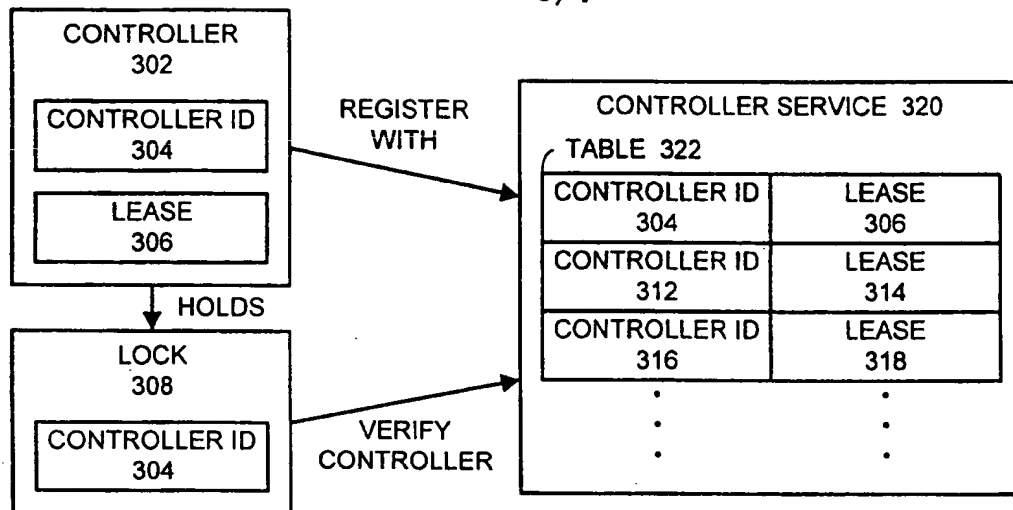 CONTROLLER
302
CONTROLLER ID
304
LEASE
306
HOLDS
LOCK
308
CONTROLLER ID
304
REGISTER
WITH
VERIFY
CONTROLLER
CONTROLLER SERVICE 320
TABLE 322
CONTROLLER ID LEASE
304 306
CONTROLLER ID LEASE
312 314
CONTROLLER ID LEASE
316 318